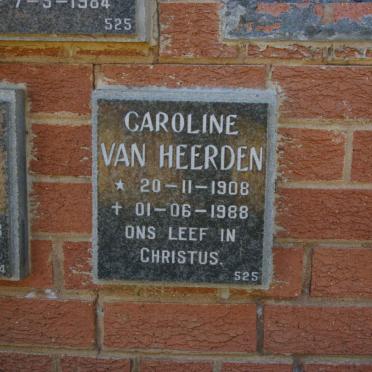 7-3-1984
525
CAROLINE
VAN HEERDEN
★ 20-11-1908
✝ 01-06-1988
ONS LEEF IN
CHRISTUS.
525